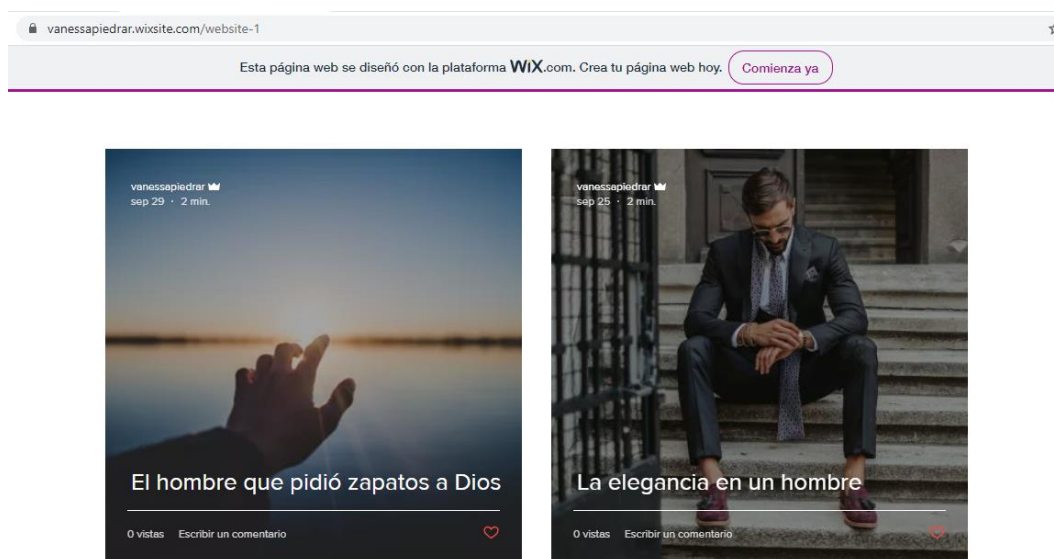 vanessapiedrar.wixsite.com/website-1
Esta página web se diseñó con la plataforma WiX.com. Crea tu página web hoy. Comienza ya
vanessapiedrar
sep 29 · 2 min.
El hombre que pidió zapatos a Dios
0 vistas Escribir un comentario
vanessapiedrar
sep 25 · 2 min.
La elegancia en un hombre
0 vistas Escribir un comentario